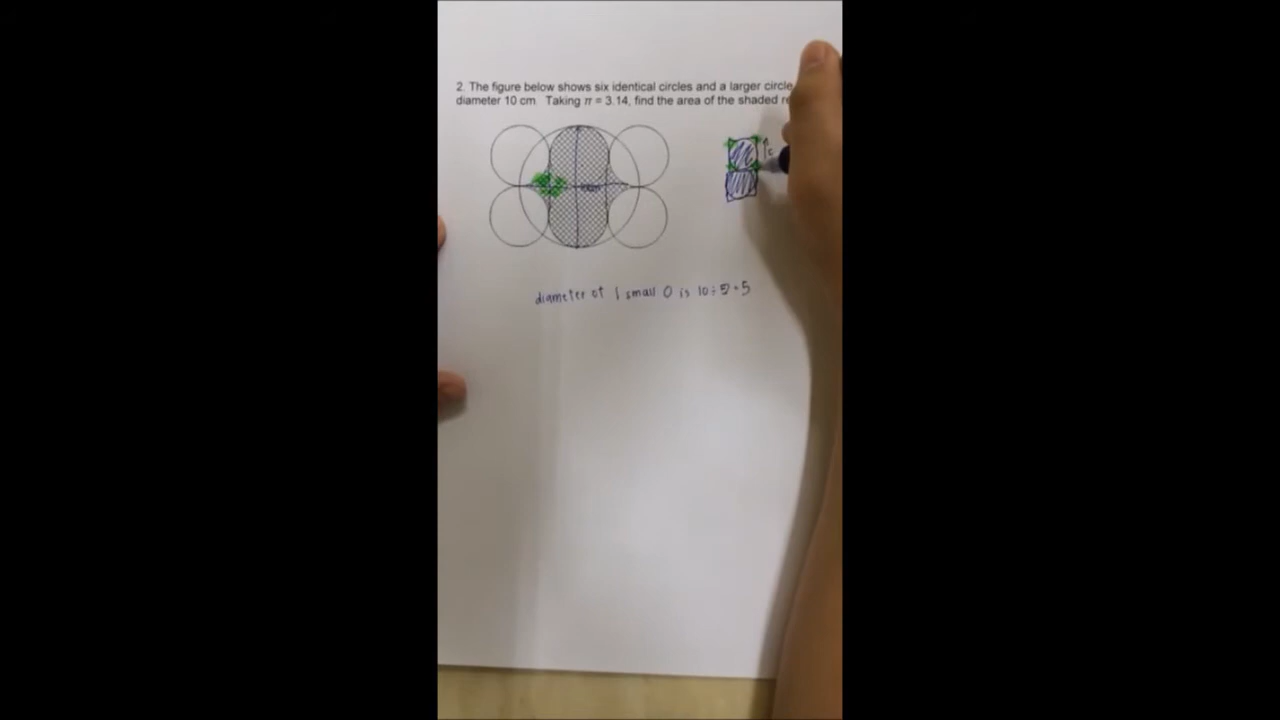 2. The figure below shows six identical circles and a larger circle
diameter 10 cm Taking π = 3.14, find the area of the shaded
diameter of 1 small O is 10÷2=5